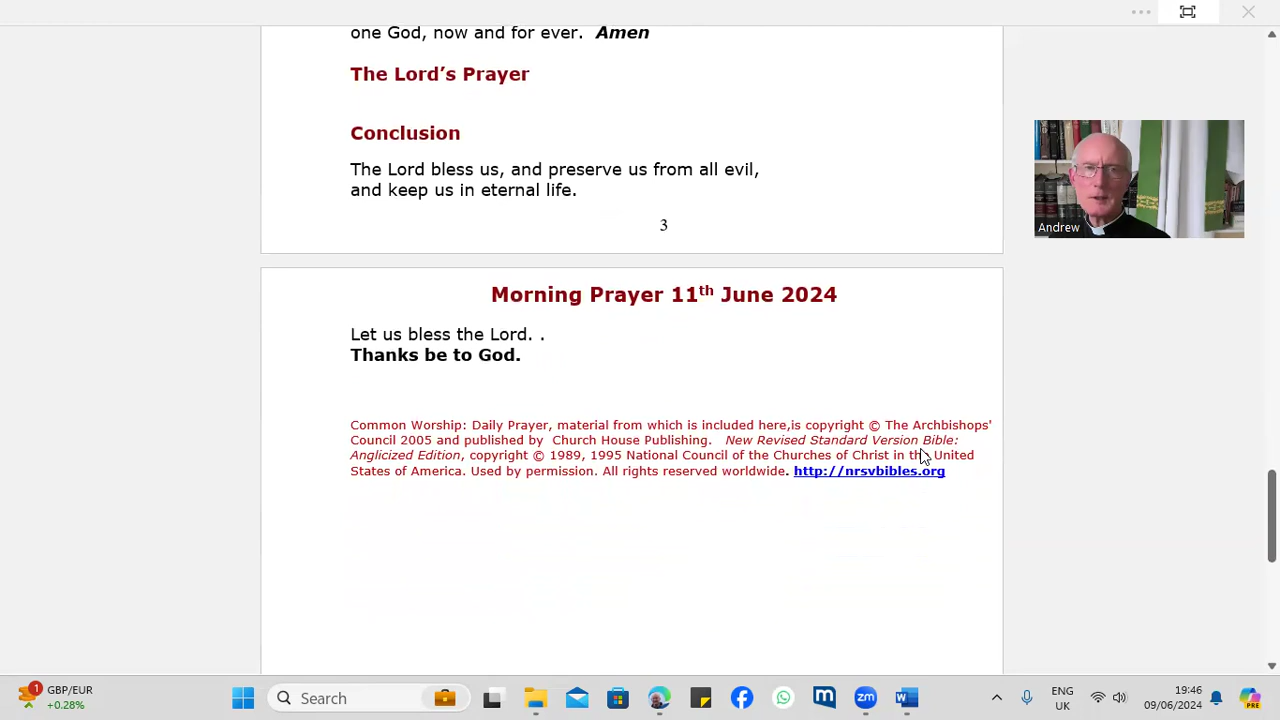 one God, now and for ever. Amen
The Lord's Prayer
Conclusion
The Lord bless us, and preserve us from all evil,
and keep us in eternal life.
3
Andrew
Morning Prayer 11th June 2024
Let us bless the Lord. .
Thanks be to God.
Common Worship: Daily Prayer, material from which is included here,is copyright © The Archbishops'
Council 2005 and published by Church House Publishing. New Revised Standard Version Bible:
Anglicized Edition, copyright © 1989, 1995 National Council of the Churches of Christ in the United
States of America. Used by permission. All rights reserved worldwide. http://nrsvbibles.org
1
GBP/EUR
+0.28%
Search
zm
W
ENG
UK
19:46
09/06/2024
PRE